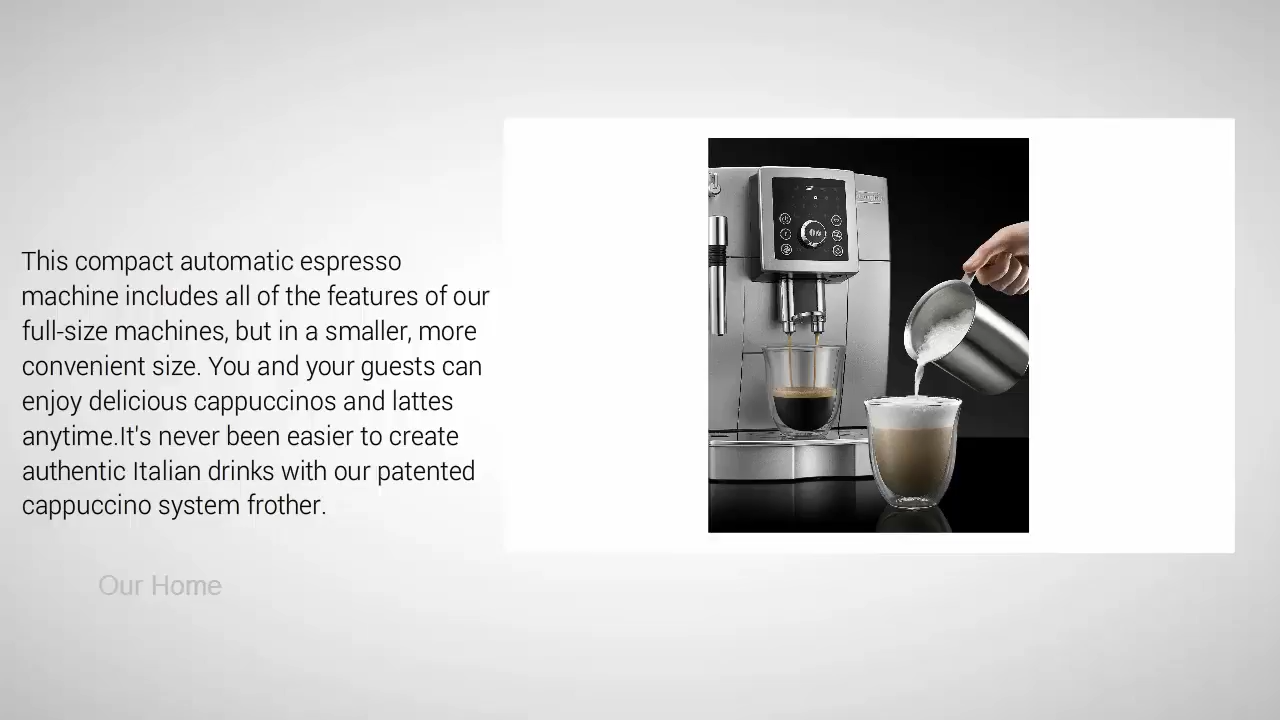 This compact automatic espresso
machine includes all of the features of our
full-size machines, but in a smaller, more
convenient size. You and your guests can
enjoy delicious cappuccinos and lattes
anytime.It's never been easier to create
authentic Italian drinks with our patented
cappuccino system frother.
Our Home